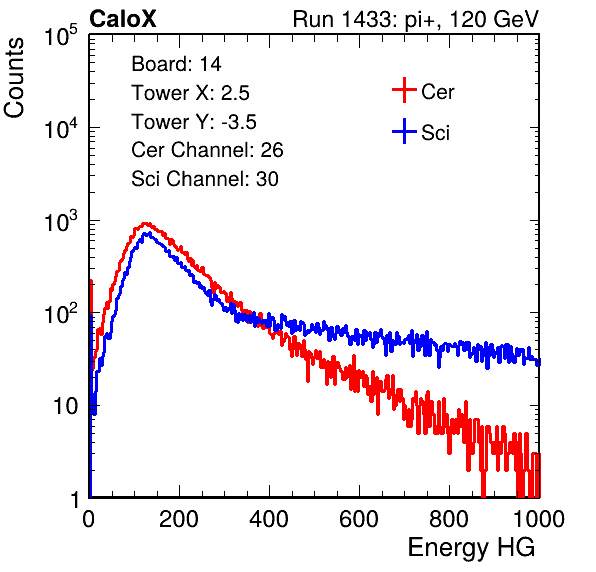 CaloX Run 1433: pi+, 120 GeV
Counts
Board: 14
Tower X: 2.5
Tower Y: -3.5
Cer Channel: 26
Sci Channel: 30
Cer
Sci
10^5
10^4
10^3
10^2
10
1
0 200 400 600 800 1000
Energy HG